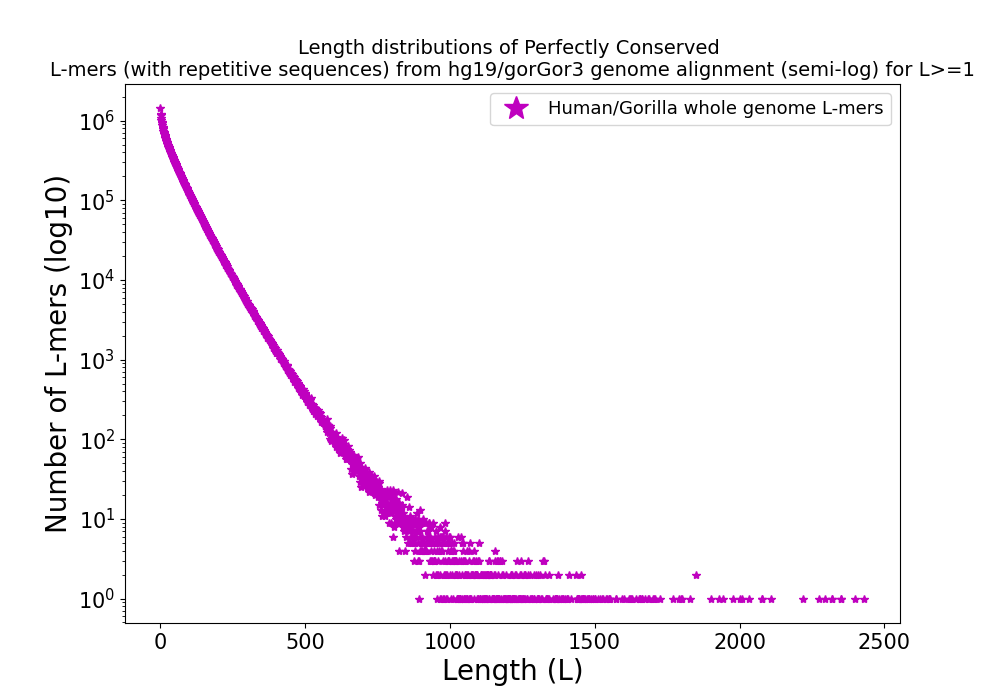 Length distributions of Perfectly Conserved
L-mers (with repetitive sequences) from hg19/gorGor3 genome alignment (semi-log) for L>=1
Human/Gorilla whole genome L-mers
Number of L-mers (log10)
10^6
10^5
10^4
10^3
10^2
10^1
10^0
0 500 1000 1500 2000 2500
Length (L)